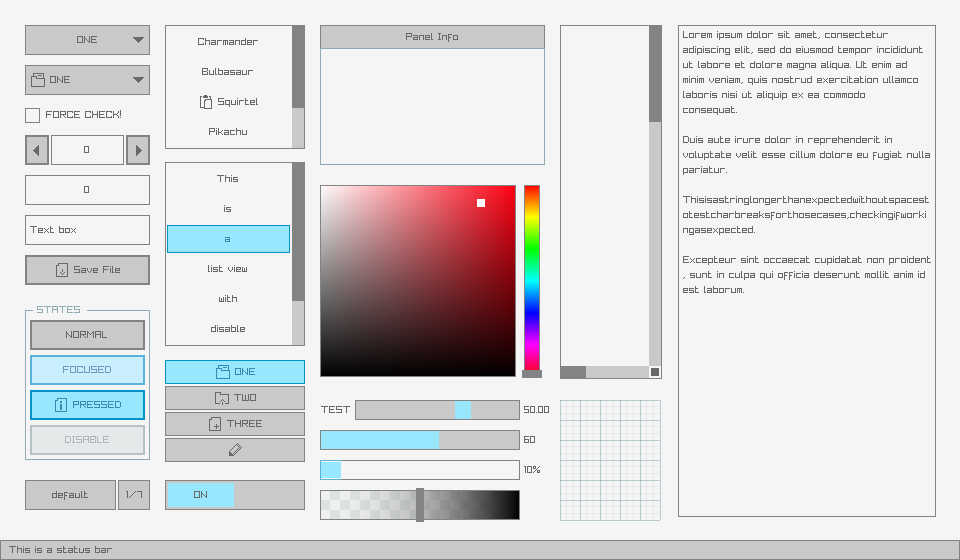 ONE
ONE
FORCE CHECK!
0
0
Text box
Save File
STATES
NORMAL
FOCUSED
PRESSED
DISABLE
default
1/7
Charmander
Bulbasaur
Squirtel
Pikachu
This
is
a
list view
with
disable
ONE
TWO
THREE
ON
Panel Info
TEST
50.00
60
10%
Lorem ipsum dolor sit amet, consectetur
adipiscing elit, sed do eiusmod tempor incididunt
ut labore et dolore magna aliqua. Ut enim ad
minim veniam, quis nostrud exercitation ullamco
laboris nisi ut aliquip ex ea commodo
consequat.
Duis aute irure dolor in reprehenderit in
voluptate velit esse cillum dolore eu fugiat nulla
pariatur.
Thisisastringlongerthanexpectedwithoutspacest
otestcharbreaksforthosecases,checkingifworki
ngasexpected.
Excepteur sint occaecat cupidatat non proident
, sunt in culpa qui officia deserunt mollit anim id
est laborum.
This is a status bar